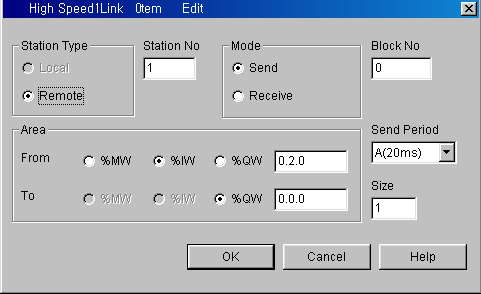 High Speed1Link 0tem Edit
Station Type Station No Mode Block No
Local 1 Send 0
Remote Receive
Area Send Period
From %MW %IW %QW 0.2.0 A(20ms)
To %MW %IW %QW 0.0.0 Size
1
OK Cancel Help